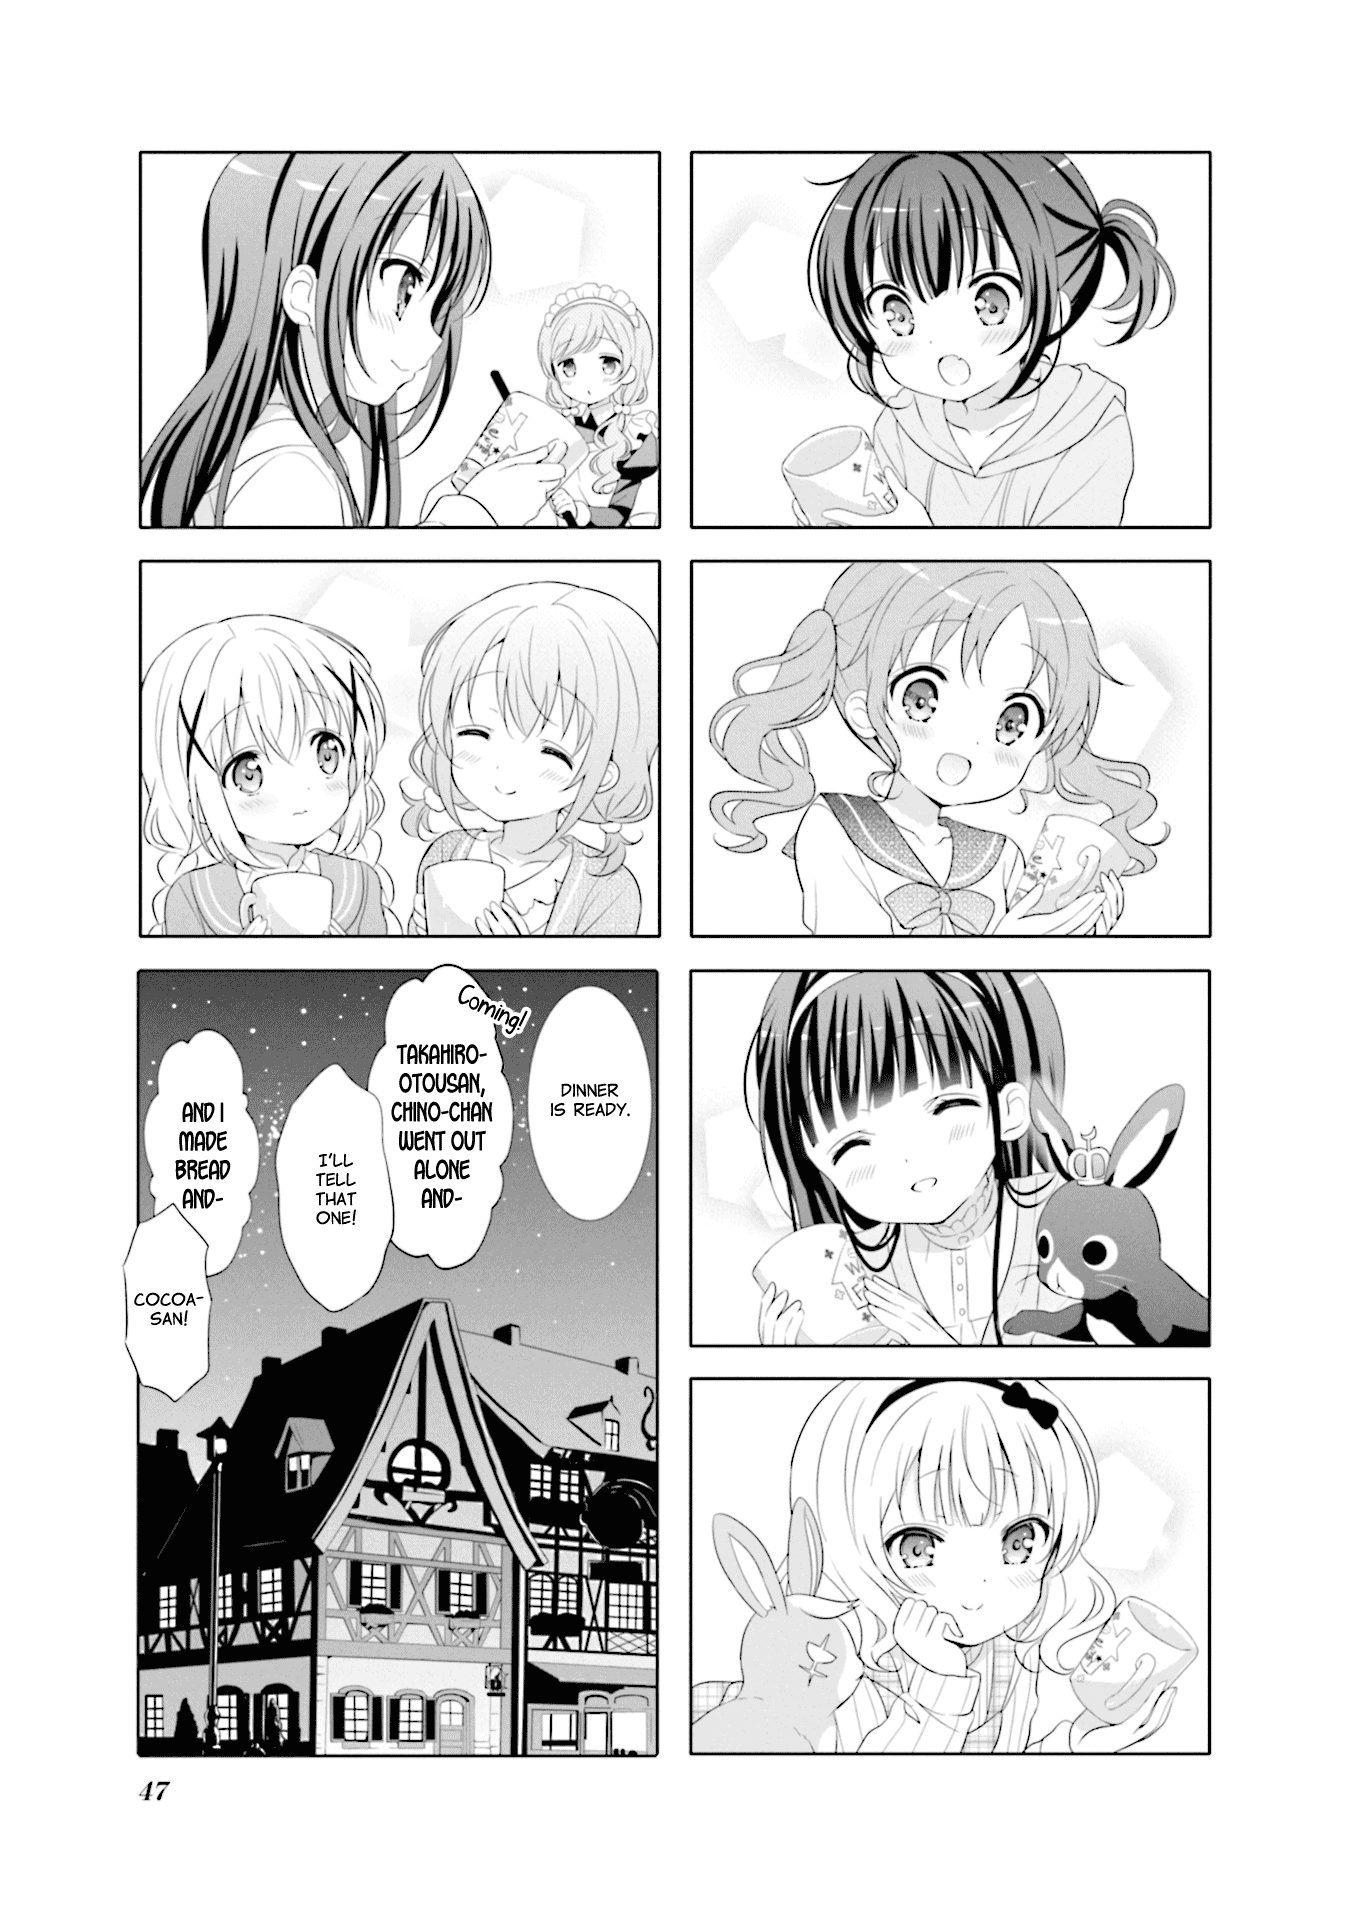 DINNER
IS READY.
Coming!
TAKAHIRO-
OTOUSAN,
CHINO-CHAN
WENT OUT
ALONE
AND-
I'LL
TELL
THAT
ONE!
AND I
MADE
BREAD
AND-
COCOA-
SAN!
47